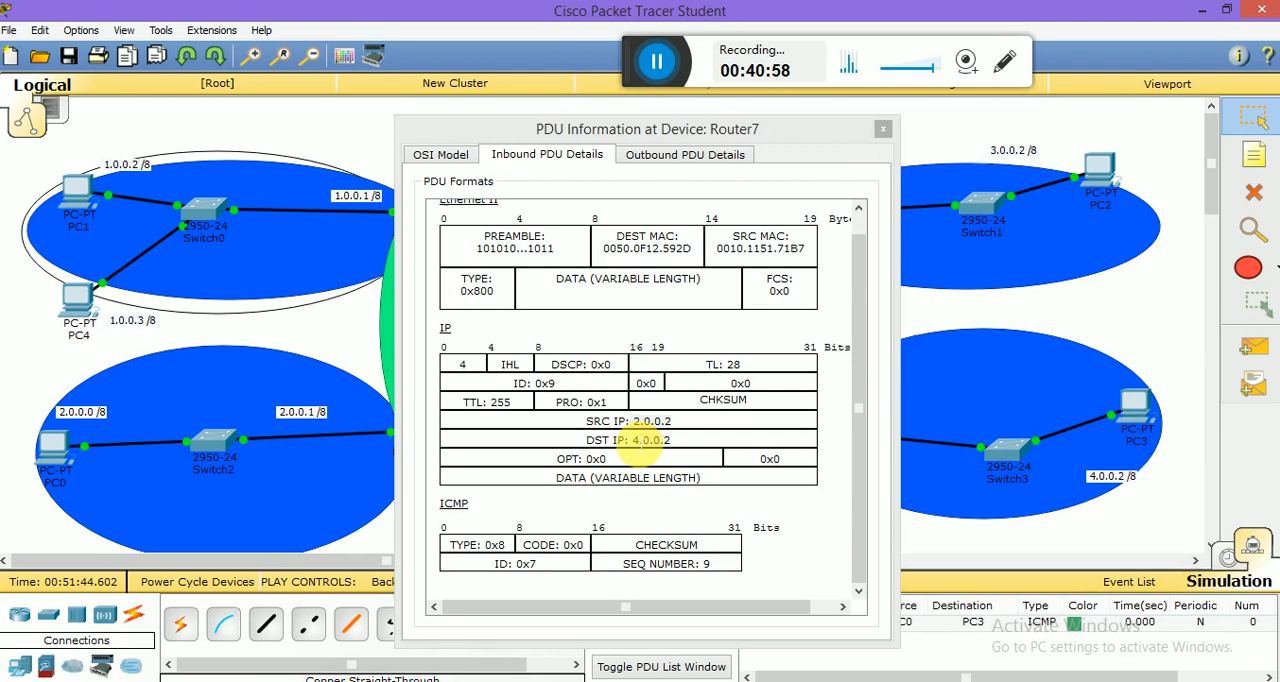 Cisco Packet Tracer Student
File Edit Options View Tools Extensions Help
Recording...
00:40:58
Logical [Root] New Cluster Viewport
PDU Information at Device: Router7
OSI Model Inbound PDU Details Outbound PDU Details
PDU Formats
Ethernet II
0 4 8 14 19 Byte
PREAMBLE: DEST MAC: SRC MAC:
101010...1011 0050.0F12.592D 0010.1151.71B7
TYPE: DATA (VARIABLE LENGTH) FCS:
0x800 0x0
IP
0 4 8 16 19 31 Bits
4 IHL DSCP: 0x0 TL: 28
ID: 0x9 0x0 0x0
TTL: 255 PRO: 0x1 CHKSUM
SRC IP: 2.0.0.2
DST IP: 4.0.0.2
OPT: 0x0 0x0
DATA (VARIABLE LENGTH)
ICMP
0 8 16 31 Bits
TYPE: 0x8 CODE: 0x0 CHECKSUM
ID: 0x7 SEQ NUMBER: 9
1.0.0.2 /8
1.0.0.1 /8
PC-PT
PC1
2950-24
Switch0
PC-PT
PC4
1.0.0.3 /8
2.0.0.0 /8
2.0.0.1 /8
PC-PT
PC0
2950-24
Switch2
3.0.0.2 /8
PC-PT
PC2
2950-24
Switch1
PC-PT
PC3
2950-24
Switch3
4.0.0.2 /8
Time: 00:51:44.602 Power Cycle Devices PLAY CONTROLS: Back
Event List Simulation
Connections
Copper Straight-Through
Toggle PDU List Window
rce Destination Type Color Time(sec) Periodic Num
C0 PC3 ICMP 0.000 N 0
Activate Windows
Go to PC settings to activate Windows.